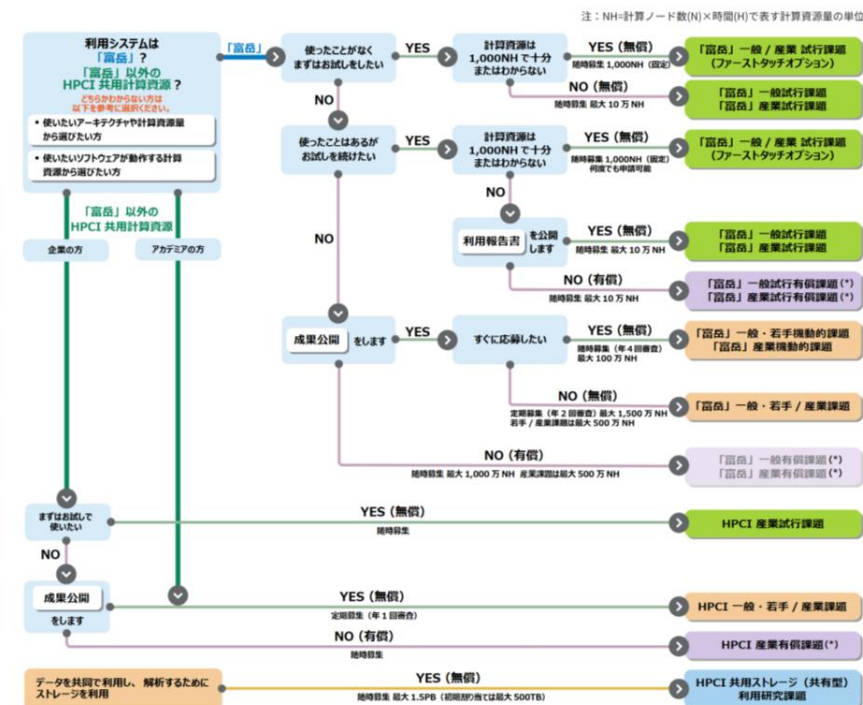 注：NH=計算ノード数(N)×時間(H)で表す計算資源量の単位
利用システムは
「富岳」？
「富岳」以外の
HPCI 共用計算資源？
どちらかわからない方は
以下を参考に選択ください。
• 使いたいアーキテクチャや計算資源量
から選びたい方
• 使いたいソフトウェアが動作する計算
資源から選びたい方
「富岳」
使ったことがなく
まずはお試しをしたい
YES
計算資源は
1,000NH で十分
またはわからない
YES（無償）
随時募集 1,000NH（固定）
「富岳」一般 / 産業 試行課題
（ファーストタッチオプション）
NO（無償）
随時募集 最大 10 万 NH
「富岳」一般試行課題
「富岳」産業試行課題
NO
使ったことはあるが
お試しを続けたい
YES
計算資源は
1,000NH で十分
またはわからない
YES（無償）
随時募集 1,000NH（固定）
何度でも申請可能
「富岳」一般 / 産業 試行課題
（ファーストタッチオプション）
NO
利用報告書 を公開
します
YES（無償）
随時募集 最大 10 万 NH
「富岳」一般試行課題
「富岳」産業試行課題
NO（有償）
随時募集 最大 10 万 NH
「富岳」一般試行有償課題(*)
「富岳」産業試行有償課題(*)
NO
成果公開 をします
YES
すぐに応募したい
YES（無償）
随時募集（年 4 回審査）
最大 100 万 NH
「富岳」一般・若手機動的課題
「富岳」産業機動的課題
NO（無償）
定期募集（年 2 回審査）最大 1,500 万 NH
若手 / 産業課題は最大 500 万 NH
「富岳」一般・若手 / 産業課題
NO（有償）
随時募集 最大 1,000 万 NH 産業課題は最大 500 万 NH
「富岳」一般有償課題(*)
「富岳」産業有償課題(*)
「富岳」以外の
HPCI 共用計算資源
企業の方
アカデミアの方
まずはお試しで
使いたい
YES（無償）
随時募集
HPCI 産業試行課題
NO
成果公開
をします
YES（無償）
定期募集（年 1 回審査）
HPCI 一般・若手 / 産業課題
NO（有償）
随時募集
HPCI 産業有償課題(*)
データを共同で利用し、解析するために
ストレージを利用
YES（無償）
随時募集 最大 1.5PB（初期割り当ては最大 500TB）
HPCI 共用ストレージ（共有型）
利用研究課題